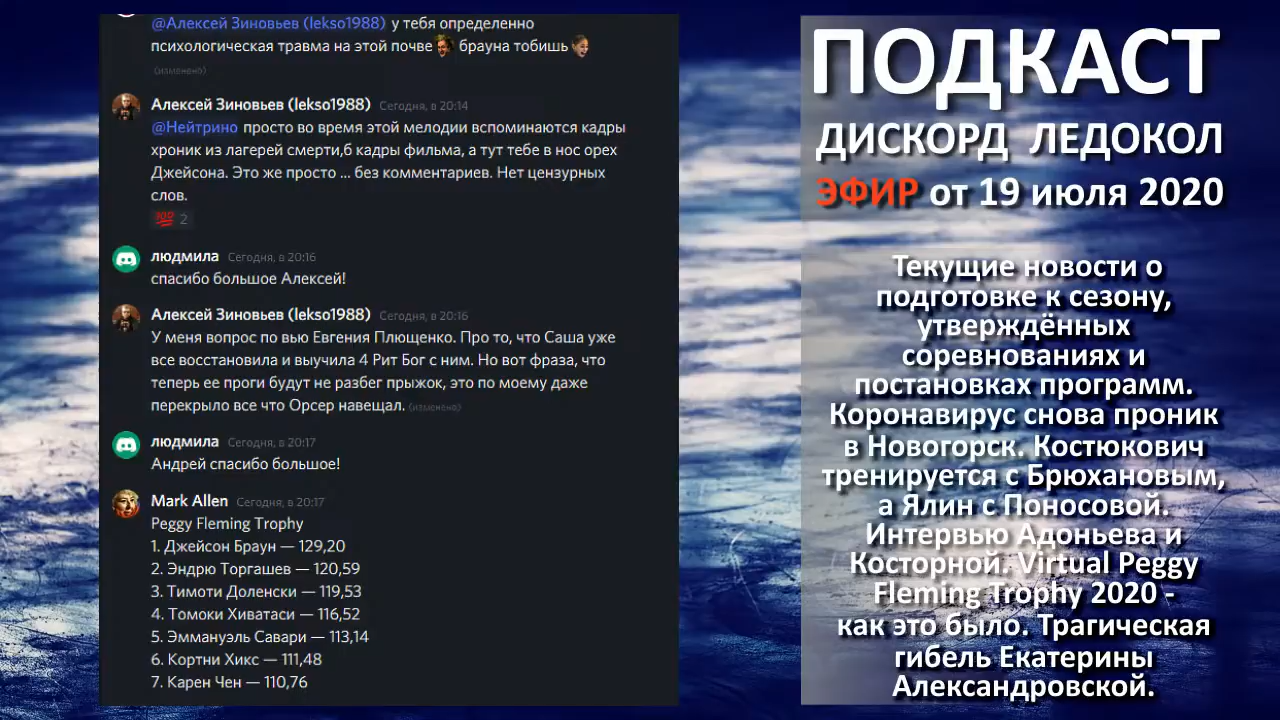 @Алексей Зиновьев (lekso1988) у тебя определенно
психологическая травма на этой почве брауна тобишь
(изменено)
Алексей Зиновьев (lekso1988) Сегодня, в 20:14
@Нейтрино просто во время этой мелодии вспоминаются кадры
хроник из лагерей смерти,б кадры фильма, а тут тебе в нос орех
Джейсона. Это же просто ... без комментариев. Нет цензурных
слов.
💯 2
людмила Сегодня, в 20:16
спасибо большое Алексей!
Алексей Зиновьев (lekso1988) Сегодня, в 20:16
У меня вопрос по вью Евгения Плющенко. Про то, что Саша уже
все восстановила и выучила 4 Рит Бог с ним. Но вот фраза, что
теперь ее проги будут не разбег прыжок, это по моему даже
перекрыло все что Орсер навещал. (изменено)
людмила Сегодня, в 20:17
Андрей спасибо большое!
Mark Allen Сегодня, в 20:17
Peggy Fleming Trophy
1. Джейсон Браун — 129,20
2. Эндрю Торгашев — 120,59
3. Тимоти Доленски — 119,53
4. Томоки Хиватаси — 116,52
5. Эммануэль Савари — 113,14
6. Кортни Хикс — 111,48
7. Карен Чен — 110,76
ПОДКАСТ
ДИСКОРД ЛЕДОКОЛ
ЭФИР от 19 июля 2020
Текущие новости о
подготовке к сезону,
утверждённых
соревнованиях и
постановках программ.
Коронавирус снова проник
в Новогорск. Костюкович
тренируется с Брюхановым,
а Ялин с Поносовой.
Интервью Адоньева и
Косторной. Virtual Peggy
Fleming Trophy 2020 -
как это было. Трагическая
гибель Екатерины
Александровской.